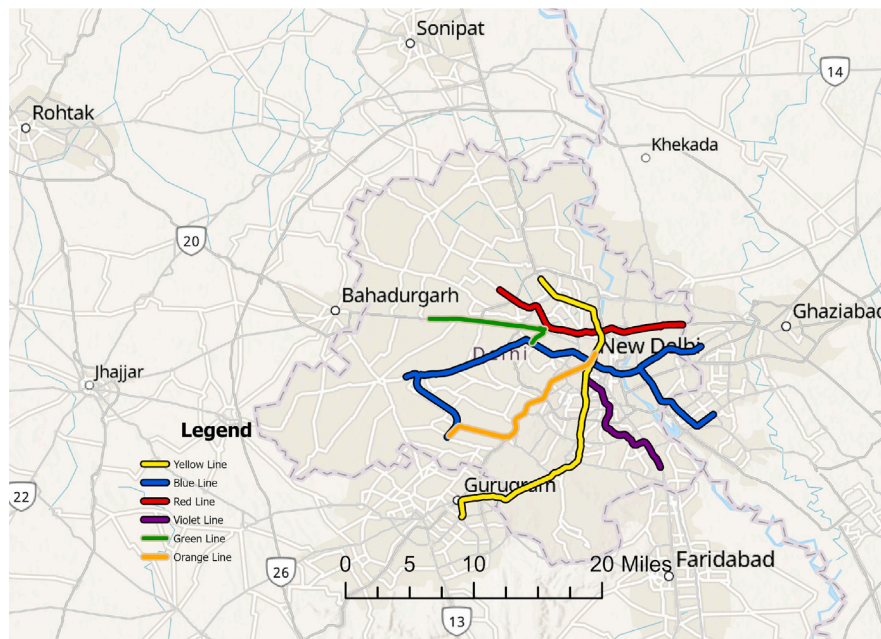 Sonipat
14
Rohtak
Khekada
20
Bahadurgarh
Ghaziabad
New Delhi
Delhi
Jhajjar
Legend
Yellow Line
Blue Line
Red Line
Violet Line
Green Line
Orange Line
Gurugram
22
26
0 5 10 20 Miles
Faridabad
13